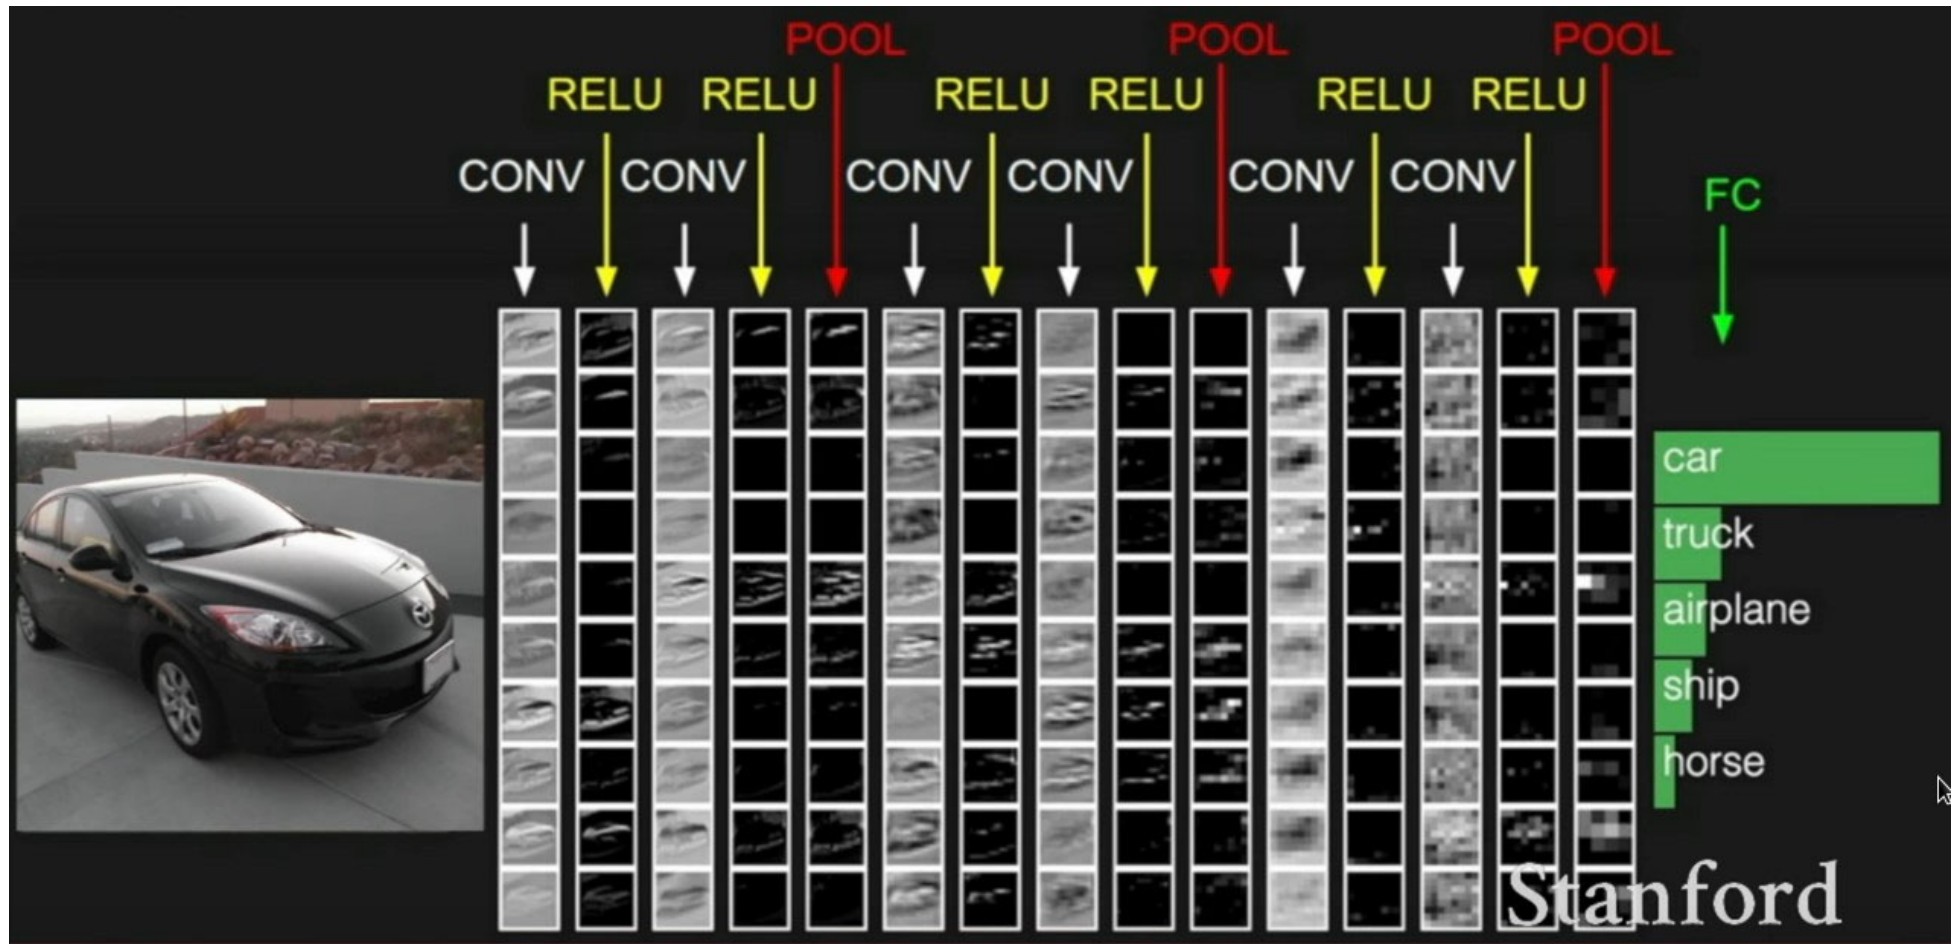 POOL POOL POOL
RELU RELU RELU RELU RELU RELU
CONV CONV CONV CONV CONV CONV
FC
car
truck
airplane
ship
horse
Stanford